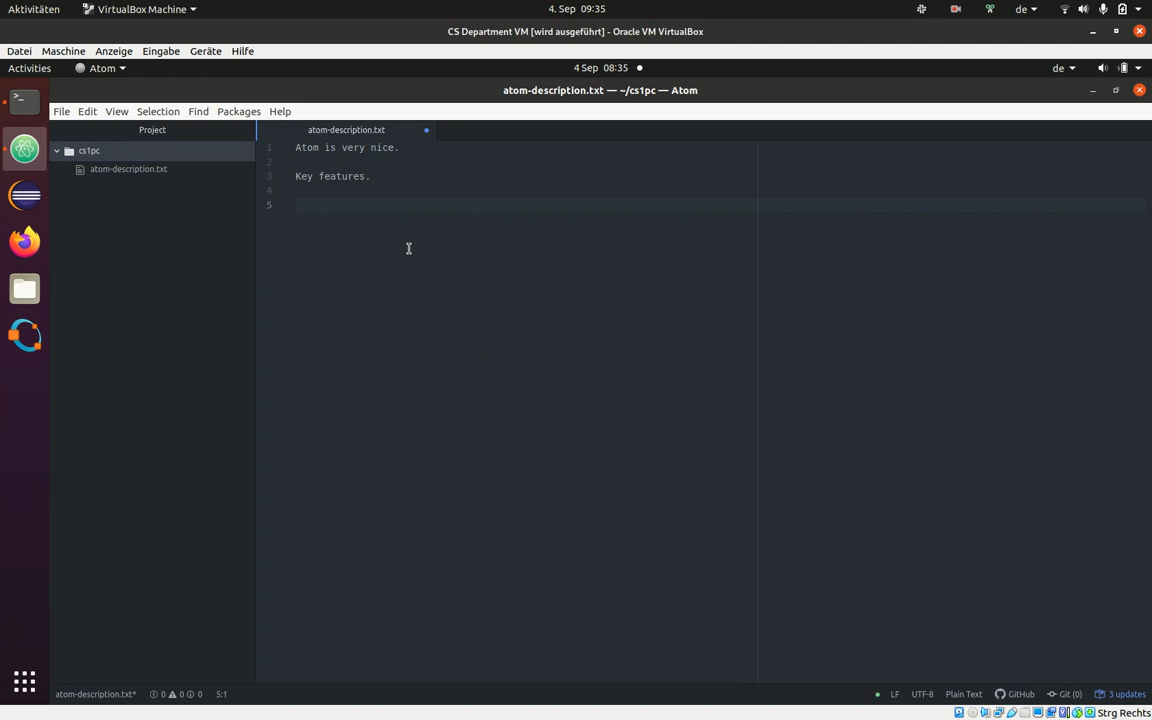 Aktivitäten VirtualBox Machine 4. Sep 09:35 de
CS Department VM [wird ausgeführt] - Oracle VM VirtualBox
Datei Maschine Anzeige Eingabe Geräte Hilfe
Activities Atom 4 Sep 08:35 de
atom-description.txt — ~/cs1pc — Atom
File Edit View Selection Find Packages Help
Project atom-description.txt
cs1pc
atom-description.txt
1 Atom is very nice.
2
3 Key features.
4
5
atom-description.txt* 0 0 0 5:1 LF UTF-8 Plain Text GitHub Git (0) 3 updates
Strg Rechts